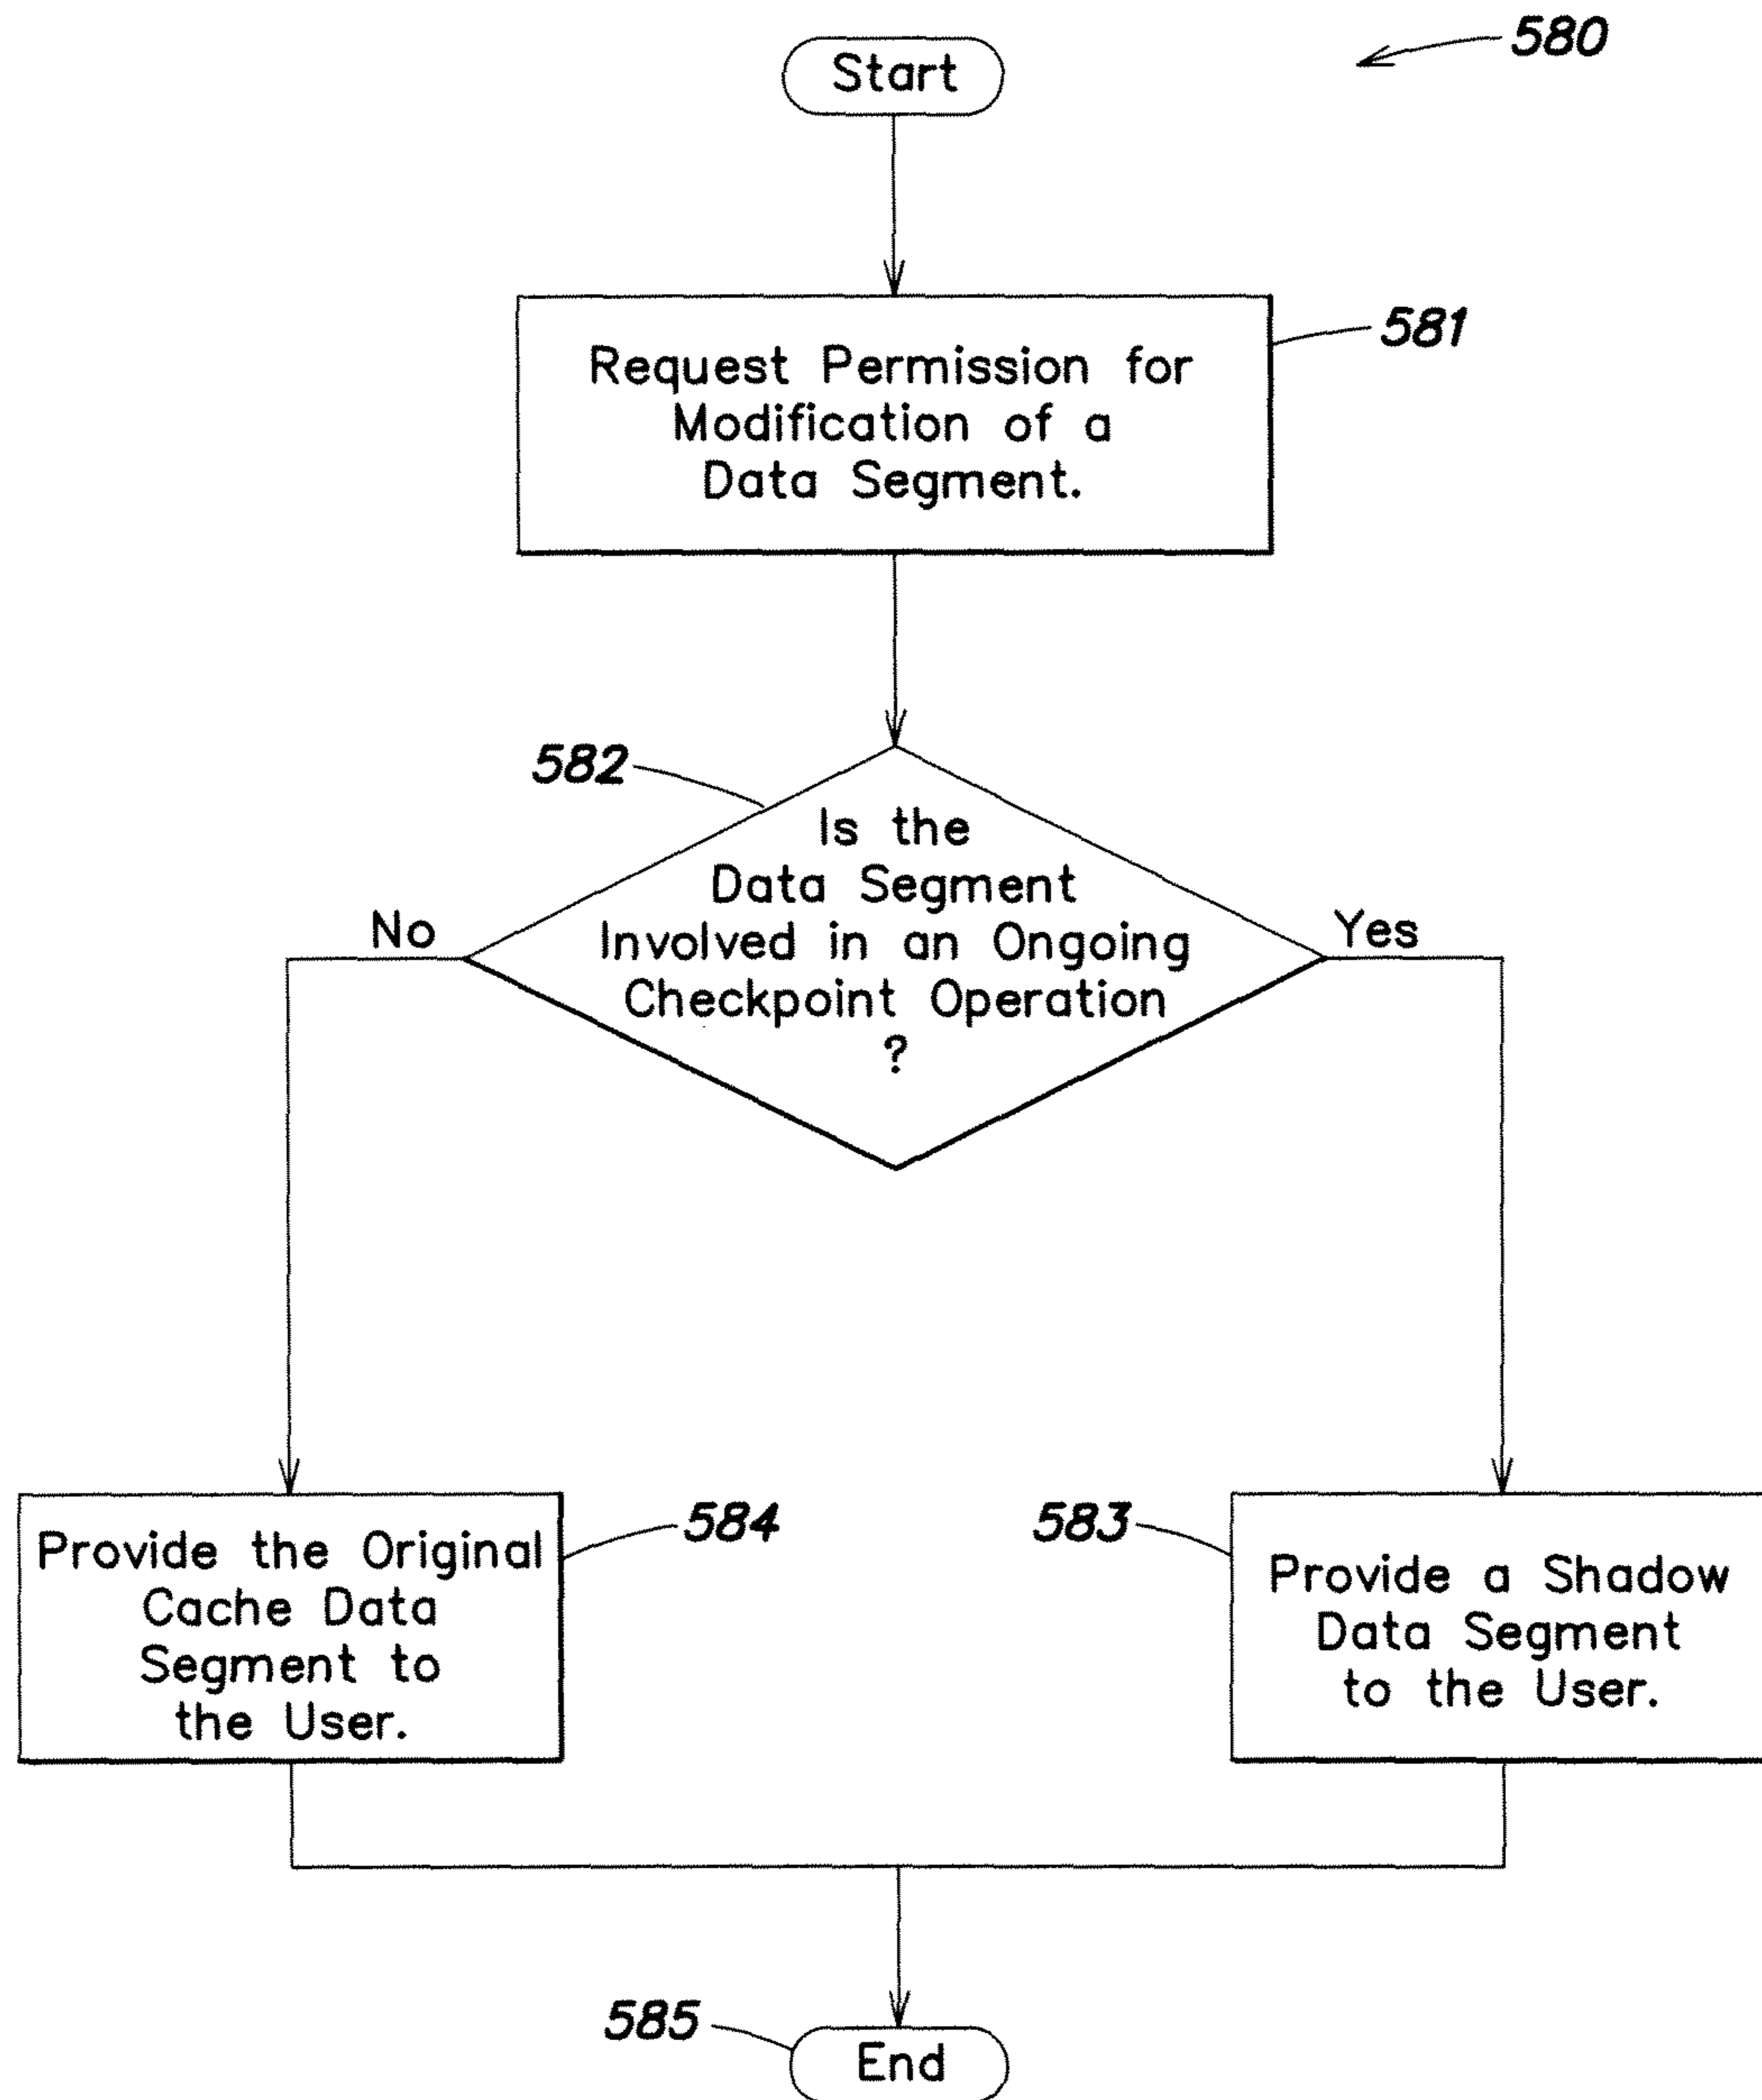 580
Start
581
Request Permission for
Modification of a
Data Segment.
582
Is the
Data Segment
Involved in an Ongoing
Checkpoint Operation
?
No
Yes
584
Provide the Original
Cache Data
Segment to
the User.
583
Provide a Shadow
Data Segment
to the User.
585
End